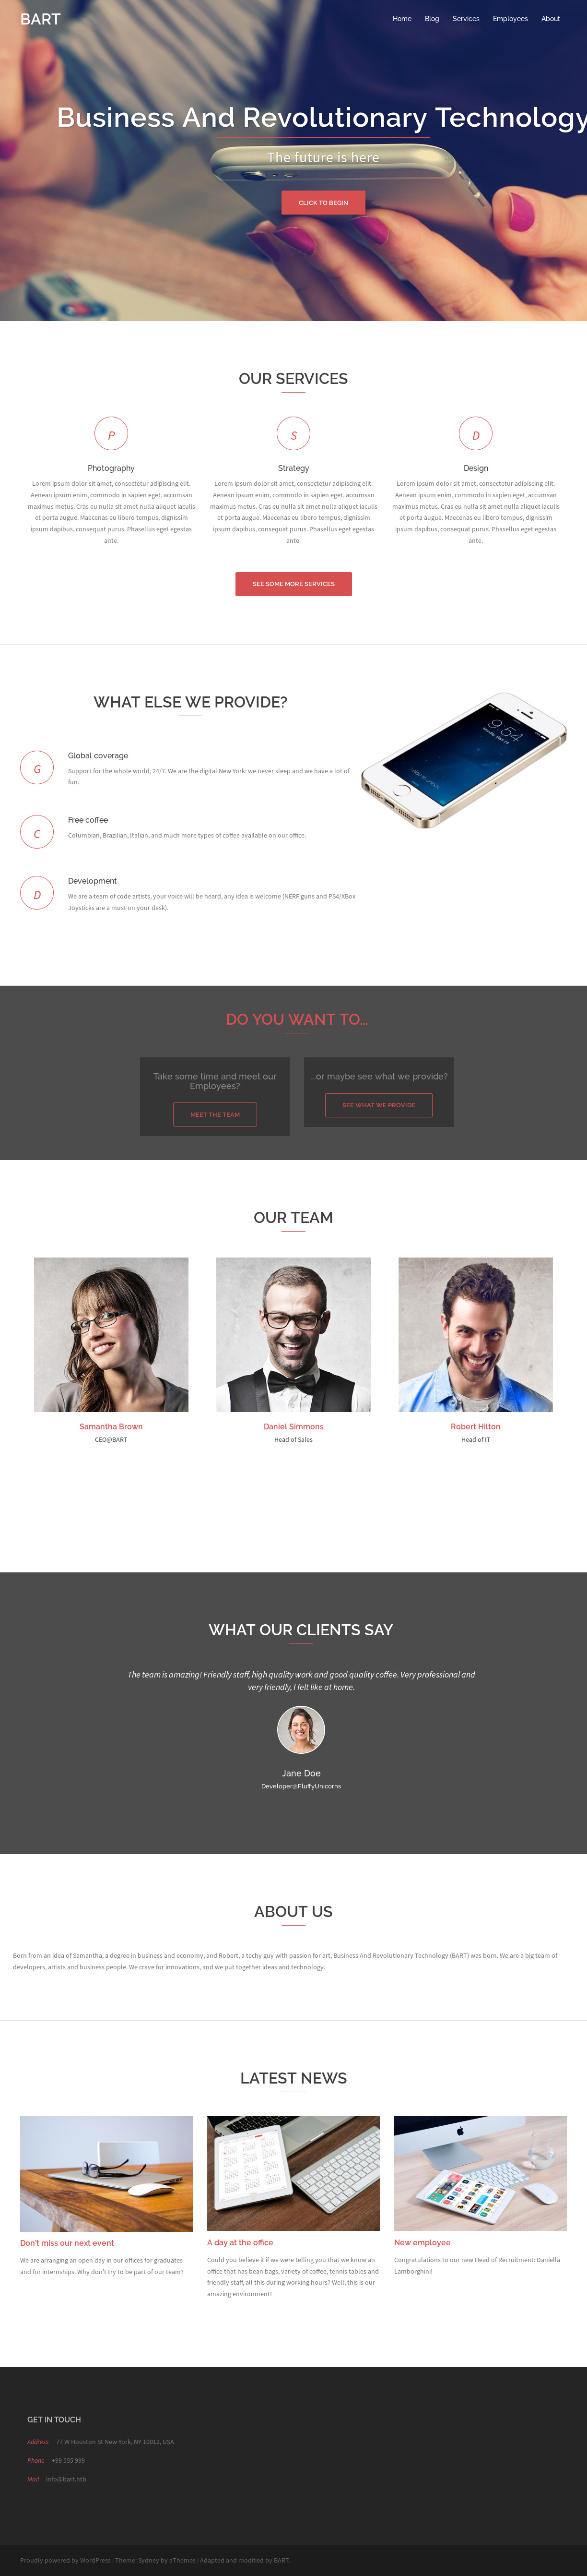 BART
Home Blog Services Employees About
Business And Revolutionary Technology
The future is here
CLICK TO BEGIN
OUR SERVICES
P
Photography
Lorem ipsum dolor sit amet, consectetur adipiscing elit.
Aenean ipsum enim, commodo in sapien eget, accumsan
maximus metus. Cras eu nulla sit amet nulla aliquet iaculis
et porta augue. Maecenas eu libero tempus, dignissim
ipsum dapibus, consequat purus. Phasellus eget egestas
ante.
S
Strategy
Lorem ipsum dolor sit amet, consectetur adipiscing elit.
Aenean ipsum enim, commodo in sapien eget, accumsan
maximus metus. Cras eu nulla sit amet nulla aliquet iaculis
et porta augue. Maecenas eu libero tempus, dignissim
ipsum dapibus, consequat purus. Phasellus eget egestas
ante.
D
Design
Lorem ipsum dolor sit amet, consectetur adipiscing elit.
Aenean ipsum enim, commodo in sapien eget, accumsan
maximus metus. Cras eu nulla sit amet nulla aliquet iaculis
et porta augue. Maecenas eu libero tempus, dignissim
ipsum dapibus, consequat purus. Phasellus eget egestas
ante.
SEE SOME MORE SERVICES
WHAT ELSE WE PROVIDE?
G
Global coverage
Support for the whole world, 24/7. We are the digital New York: we never sleep and we have a lot of
fun.
C
Free coffee
Columbian, Brazilian, Italian, and much more types of coffee available on our office.
D
Development
We are a team of code artists, your voice will be heard, any idea is welcome (NERF guns and PS4/XBox
Joysticks are a must on your desk).
9:54
DO YOU WANT TO...
Take some time and meet our
Employees?
MEET THE TEAM
...or maybe see what we provide?
SEE WHAT WE PROVIDE
OUR TEAM
Samantha Brown
CEO@BART
Daniel Simmons
Head of Sales
Robert Hilton
Head of IT
WHAT OUR CLIENTS SAY
The team is amazing! Friendly staff, high quality work and good quality coffee. Very professional and
very friendly, I felt like at home.
Jane Doe
Developer@FluffyUnicorns
ABOUT US
Born from an idea of Samantha, a degree in business and economy, and Robert, a techy guy with passion for art, Business And Revolutionary Technology (BART) was born. We are a big team of
developers, artists and business people. We crave for innovations, and we put together ideas and technology.
LATEST NEWS
Don't miss our next event
We are arranging an open day in our offices for graduates
and for internships. Why don't try to be part of our team?
A day at the office
Could you believe it if we were telling you that we know an
office that has bean bags, variety of coffee, tennis tables and
friendly staff, all this during working hours? Well, this is our
amazing environment!
New employee
Congratulations to our new Head of Recruitment: Daniella
Lamborghini!
GET IN TOUCH
Address 77 W Houston St New York, NY 10012, USA
Phone +99 555 999
Mail info@bart.htb
Proudly powered by WordPress | Theme: Sydney by aThemes | Adapted and modified by BART.